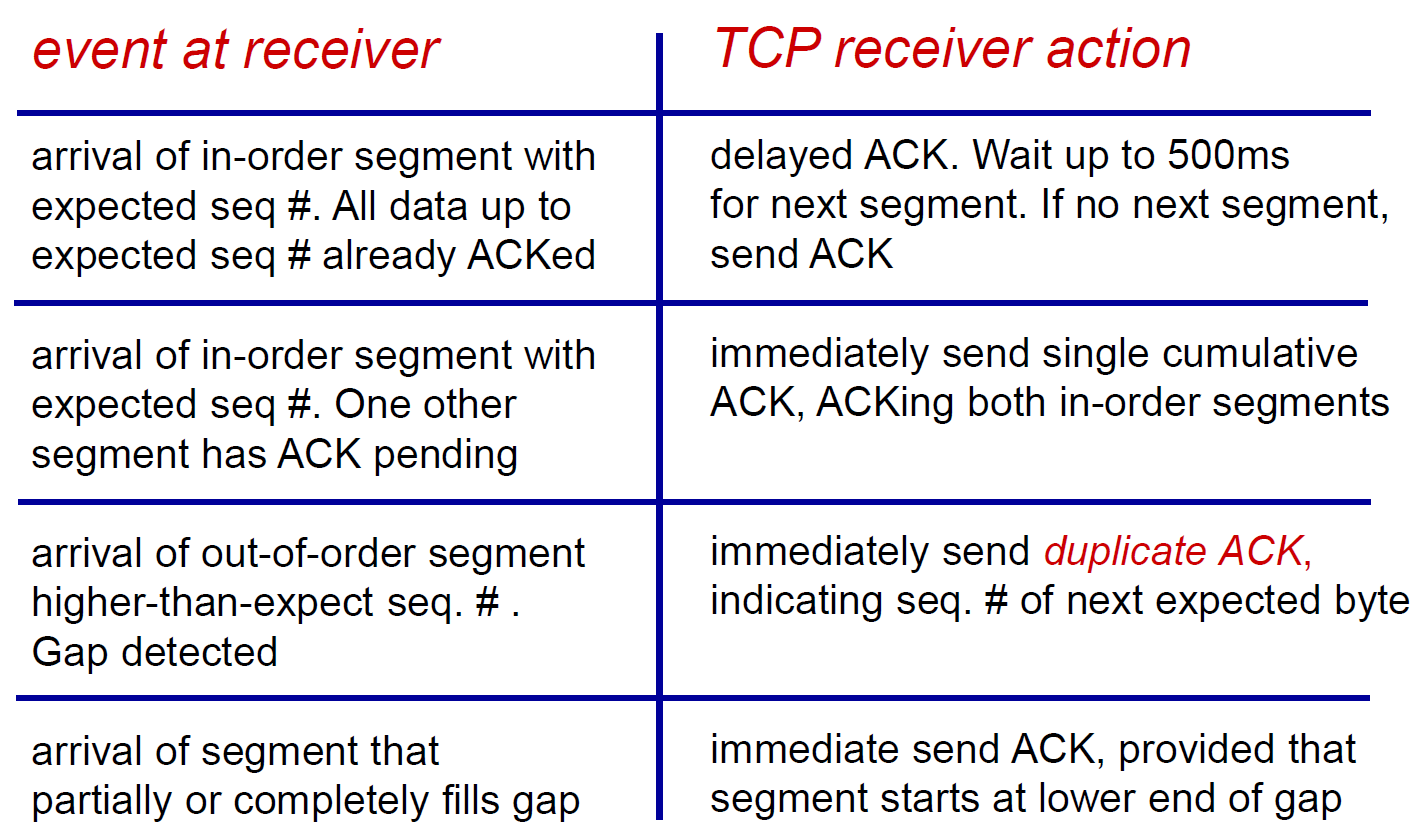 event at receiver
TCP receiver action
arrival of in-order segment with
expected seq #. All data up to
expected seq # already ACKed
delayed ACK. Wait up to 500ms
for next segment. If no next segment,
send ACK
arrival of in-order segment with
expected seq #. One other
segment has ACK pending
immediately send single cumulative
ACK, ACKing both in-order segments
arrival of out-of-order segment
higher-than-expect seq. # .
Gap detected
immediately send duplicate ACK,
indicating seq. # of next expected byte
arrival of segment that
partially or completely fills gap
immediate send ACK, provided that
segment starts at lower end of gap